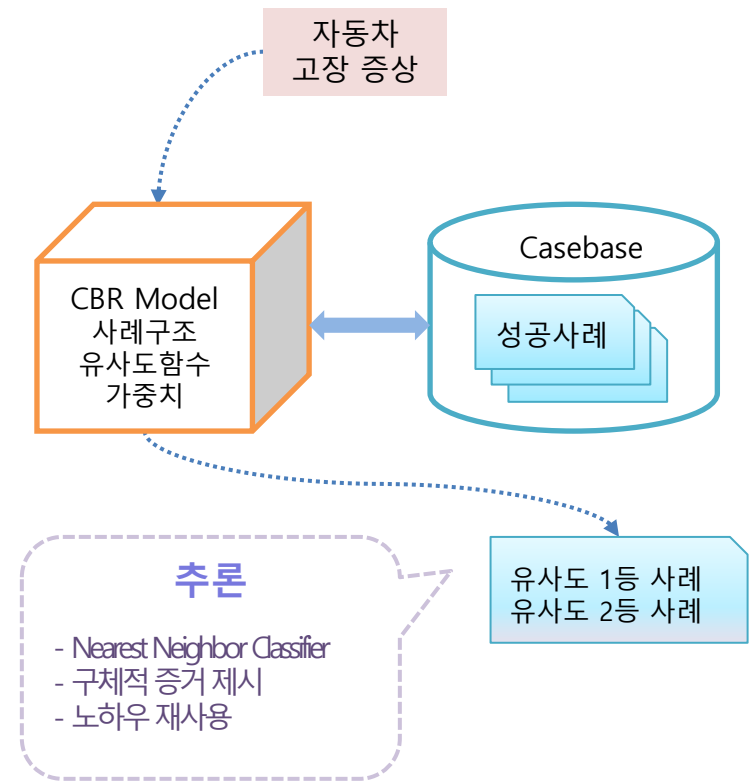 자동차
고장 증상
CBR Model
사례구조
유사도함수
가중치
Casebase
성공사례
유사도 1등 사례
유사도 2등 사례
추론
- Nearest Neighbor Classifier
- 구체적 증거 제시
- 노하우 재사용